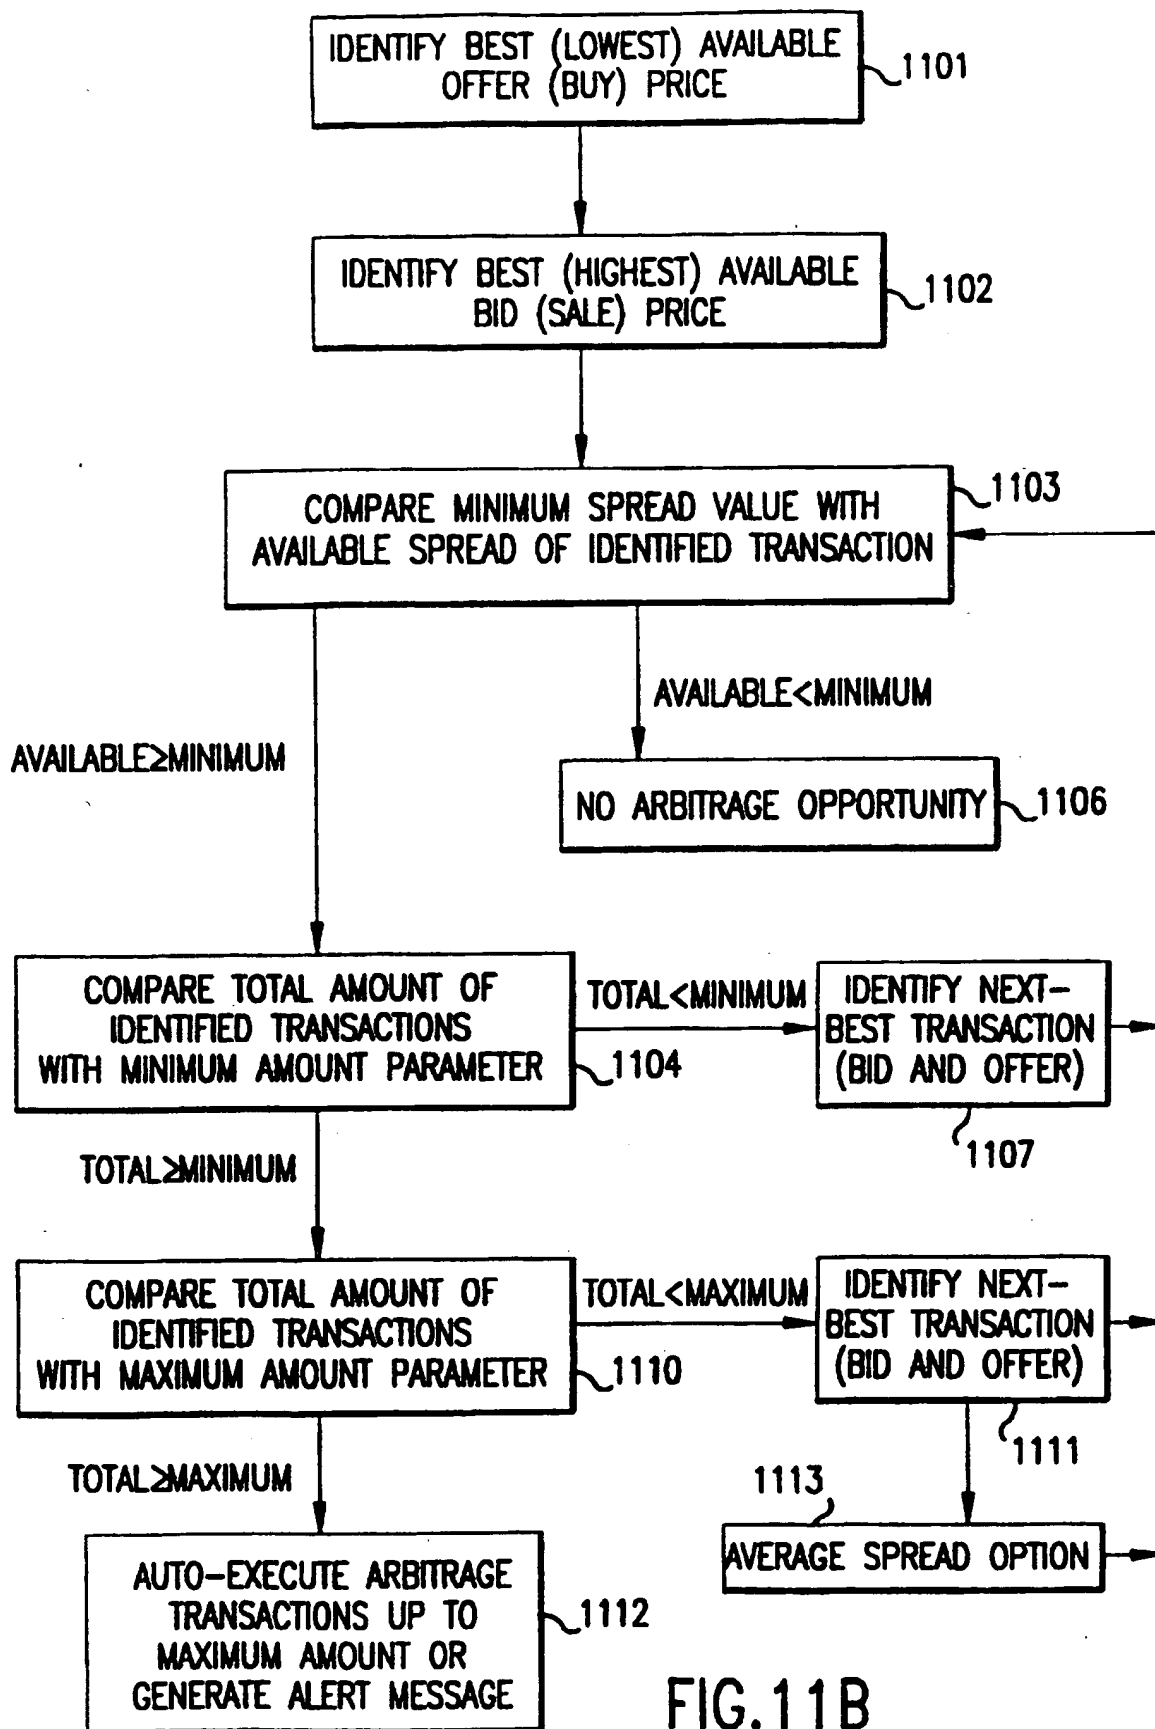 IDENTIFY BEST (LOWEST) AVAILABLE
OFFER (BUY) PRICE
1101
IDENTIFY BEST (HIGHEST) AVAILABLE
BID (SALE) PRICE
1102
COMPARE MINIMUM SPREAD VALUE WITH
AVAILABLE SPREAD OF IDENTIFIED TRANSACTION
1103
AVAILABLE<MINIMUM
AVAILABLE≥MINIMUM
NO ARBITRAGE OPPORTUNITY
1106
COMPARE TOTAL AMOUNT OF
IDENTIFIED TRANSACTIONS
WITH MINIMUM AMOUNT PARAMETER
1104
TOTAL<MINIMUM
IDENTIFY NEXT-
BEST TRANSACTION
(BID AND OFFER)
1107
TOTAL≥MINIMUM
COMPARE TOTAL AMOUNT OF
IDENTIFIED TRANSACTIONS
WITH MAXIMUM AMOUNT PARAMETER
1110
TOTAL<MAXIMUM
IDENTIFY NEXT-
BEST TRANSACTION
(BID AND OFFER)
1111
TOTAL≥MAXIMUM
1113
AVERAGE SPREAD OPTION
AUTO-EXECUTE ARBITRAGE
TRANSACTIONS UP TO
MAXIMUM AMOUNT OR
GENERATE ALERT MESSAGE
1112
FIG.11B